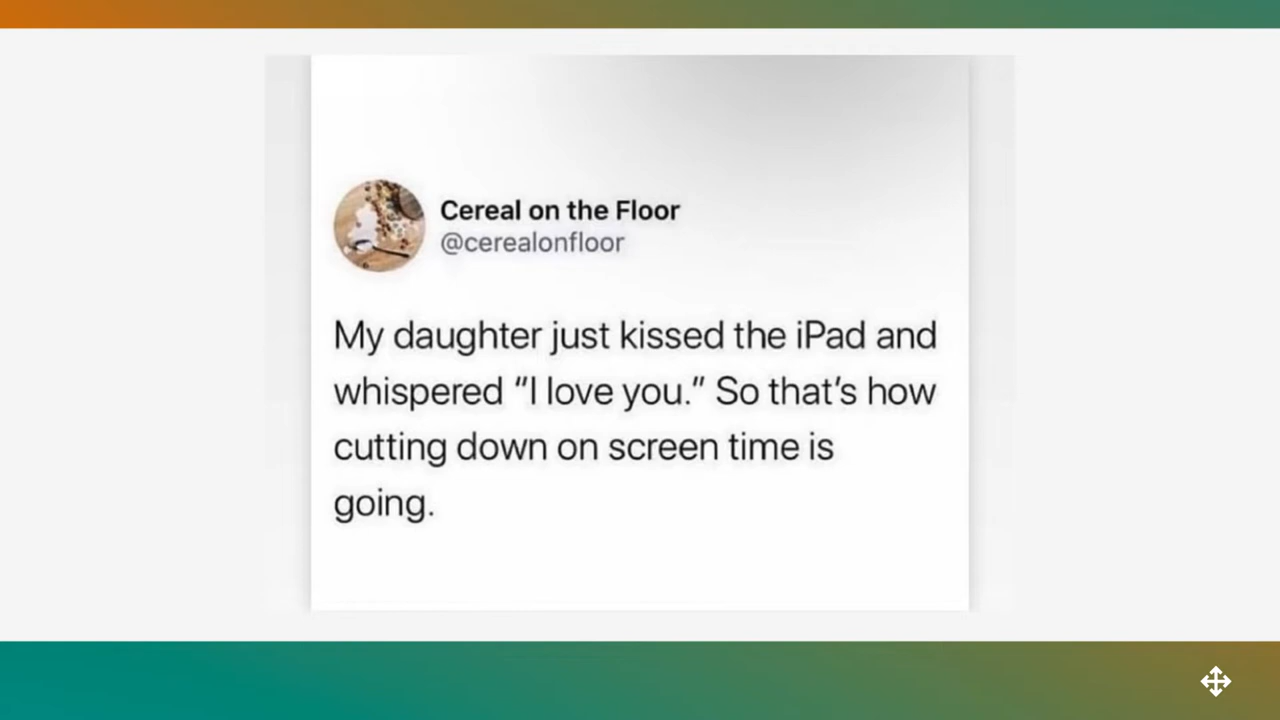 Cereal on the Floor
@cerealonfloor
My daughter just kissed the iPad and
whispered “I love you.” So that’s how
cutting down on screen time is
going.